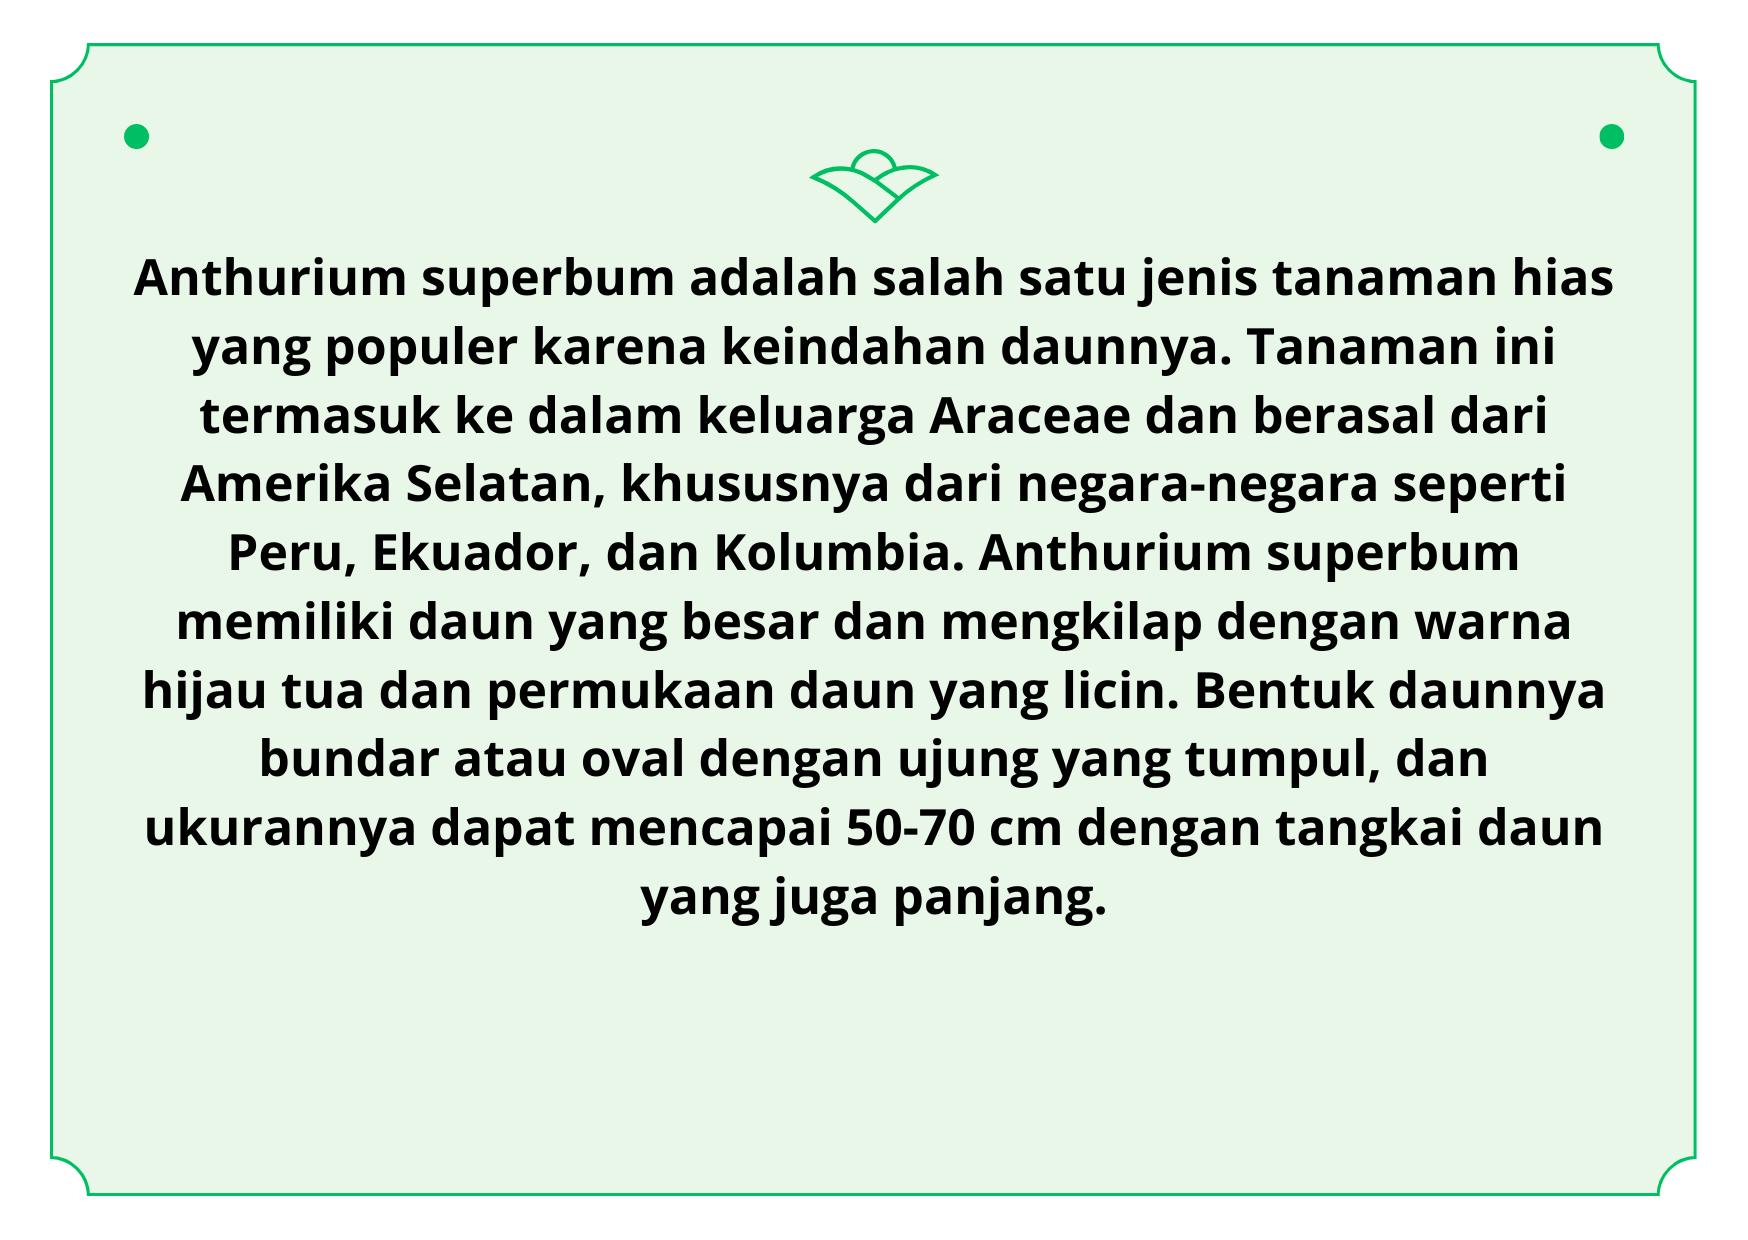 Anthurium superbum adalah salah satu jenis tanaman hias
yang populer karena keindahan daunnya. Tanaman ini
termasuk ke dalam keluarga Araceae dan berasal dari
Amerika Selatan, khususnya dari negara-negara seperti
Peru, Ekuador, dan Kolumbia. Anthurium superbum
memiliki daun yang besar dan mengkilap dengan warna
hijau tua dan permukaan daun yang licin. Bentuk daunnya
bundar atau oval dengan ujung yang tumpul, dan
ukurannya dapat mencapai 50-70 cm dengan tangkai daun
yang juga panjang.